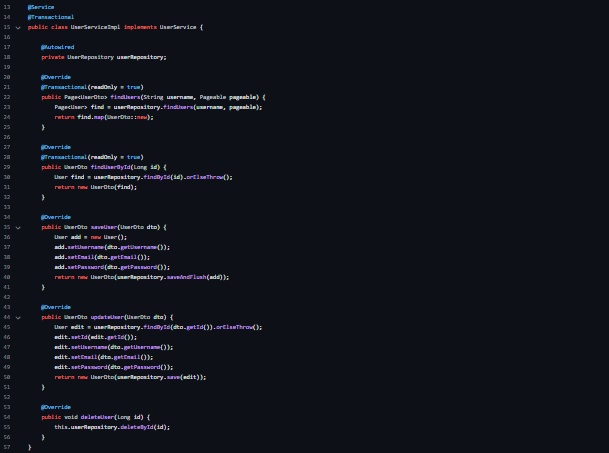 13 @Service
14 @Transactional
15 public class UserServiceImpl implements UserService {
16
17 @Autowired
18 private UserRepository userRepository;
19
20 @Override
21 @Transactional(readOnly = true)
22 public Page<UserDto> findUsers(String username, Pageable pageable) {
23 Page<User> find = userRepository.findUsers(username, pageable);
24 return find.map(UserDto::new);
25 }
26
27 @Override
28 @Transactional(readOnly = true)
29 public UserDto findUserById(Long id) {
30 User find = userRepository.findById(id).orElseThrow();
31 return new UserDto(find);
32 }
33
34 @Override
35 public UserDto saveUser(UserDto dto) {
36 User add = new User();
37 add.setUsername(dto.getUsername());
38 add.setEmail(dto.getEmail());
39 add.setPassword(dto.getPassword());
40 return new UserDto(userRepository.saveAndFlush(add));
41 }
42
43 @Override
44 public UserDto updateUser(UserDto dto) {
45 User edit = userRepository.findById(dto.getId()).orElseThrow();
46 edit.setId(edit.getId());
47 edit.setUsername(dto.getUsername());
48 edit.setEmail(dto.getEmail());
49 edit.setPassword(dto.getPassword());
50 return new UserDto(userRepository.save(edit));
51 }
52
53 @Override
54 public void deleteUser(Long id) {
55 this.userRepository.deleteById(id);
56 }
57 }